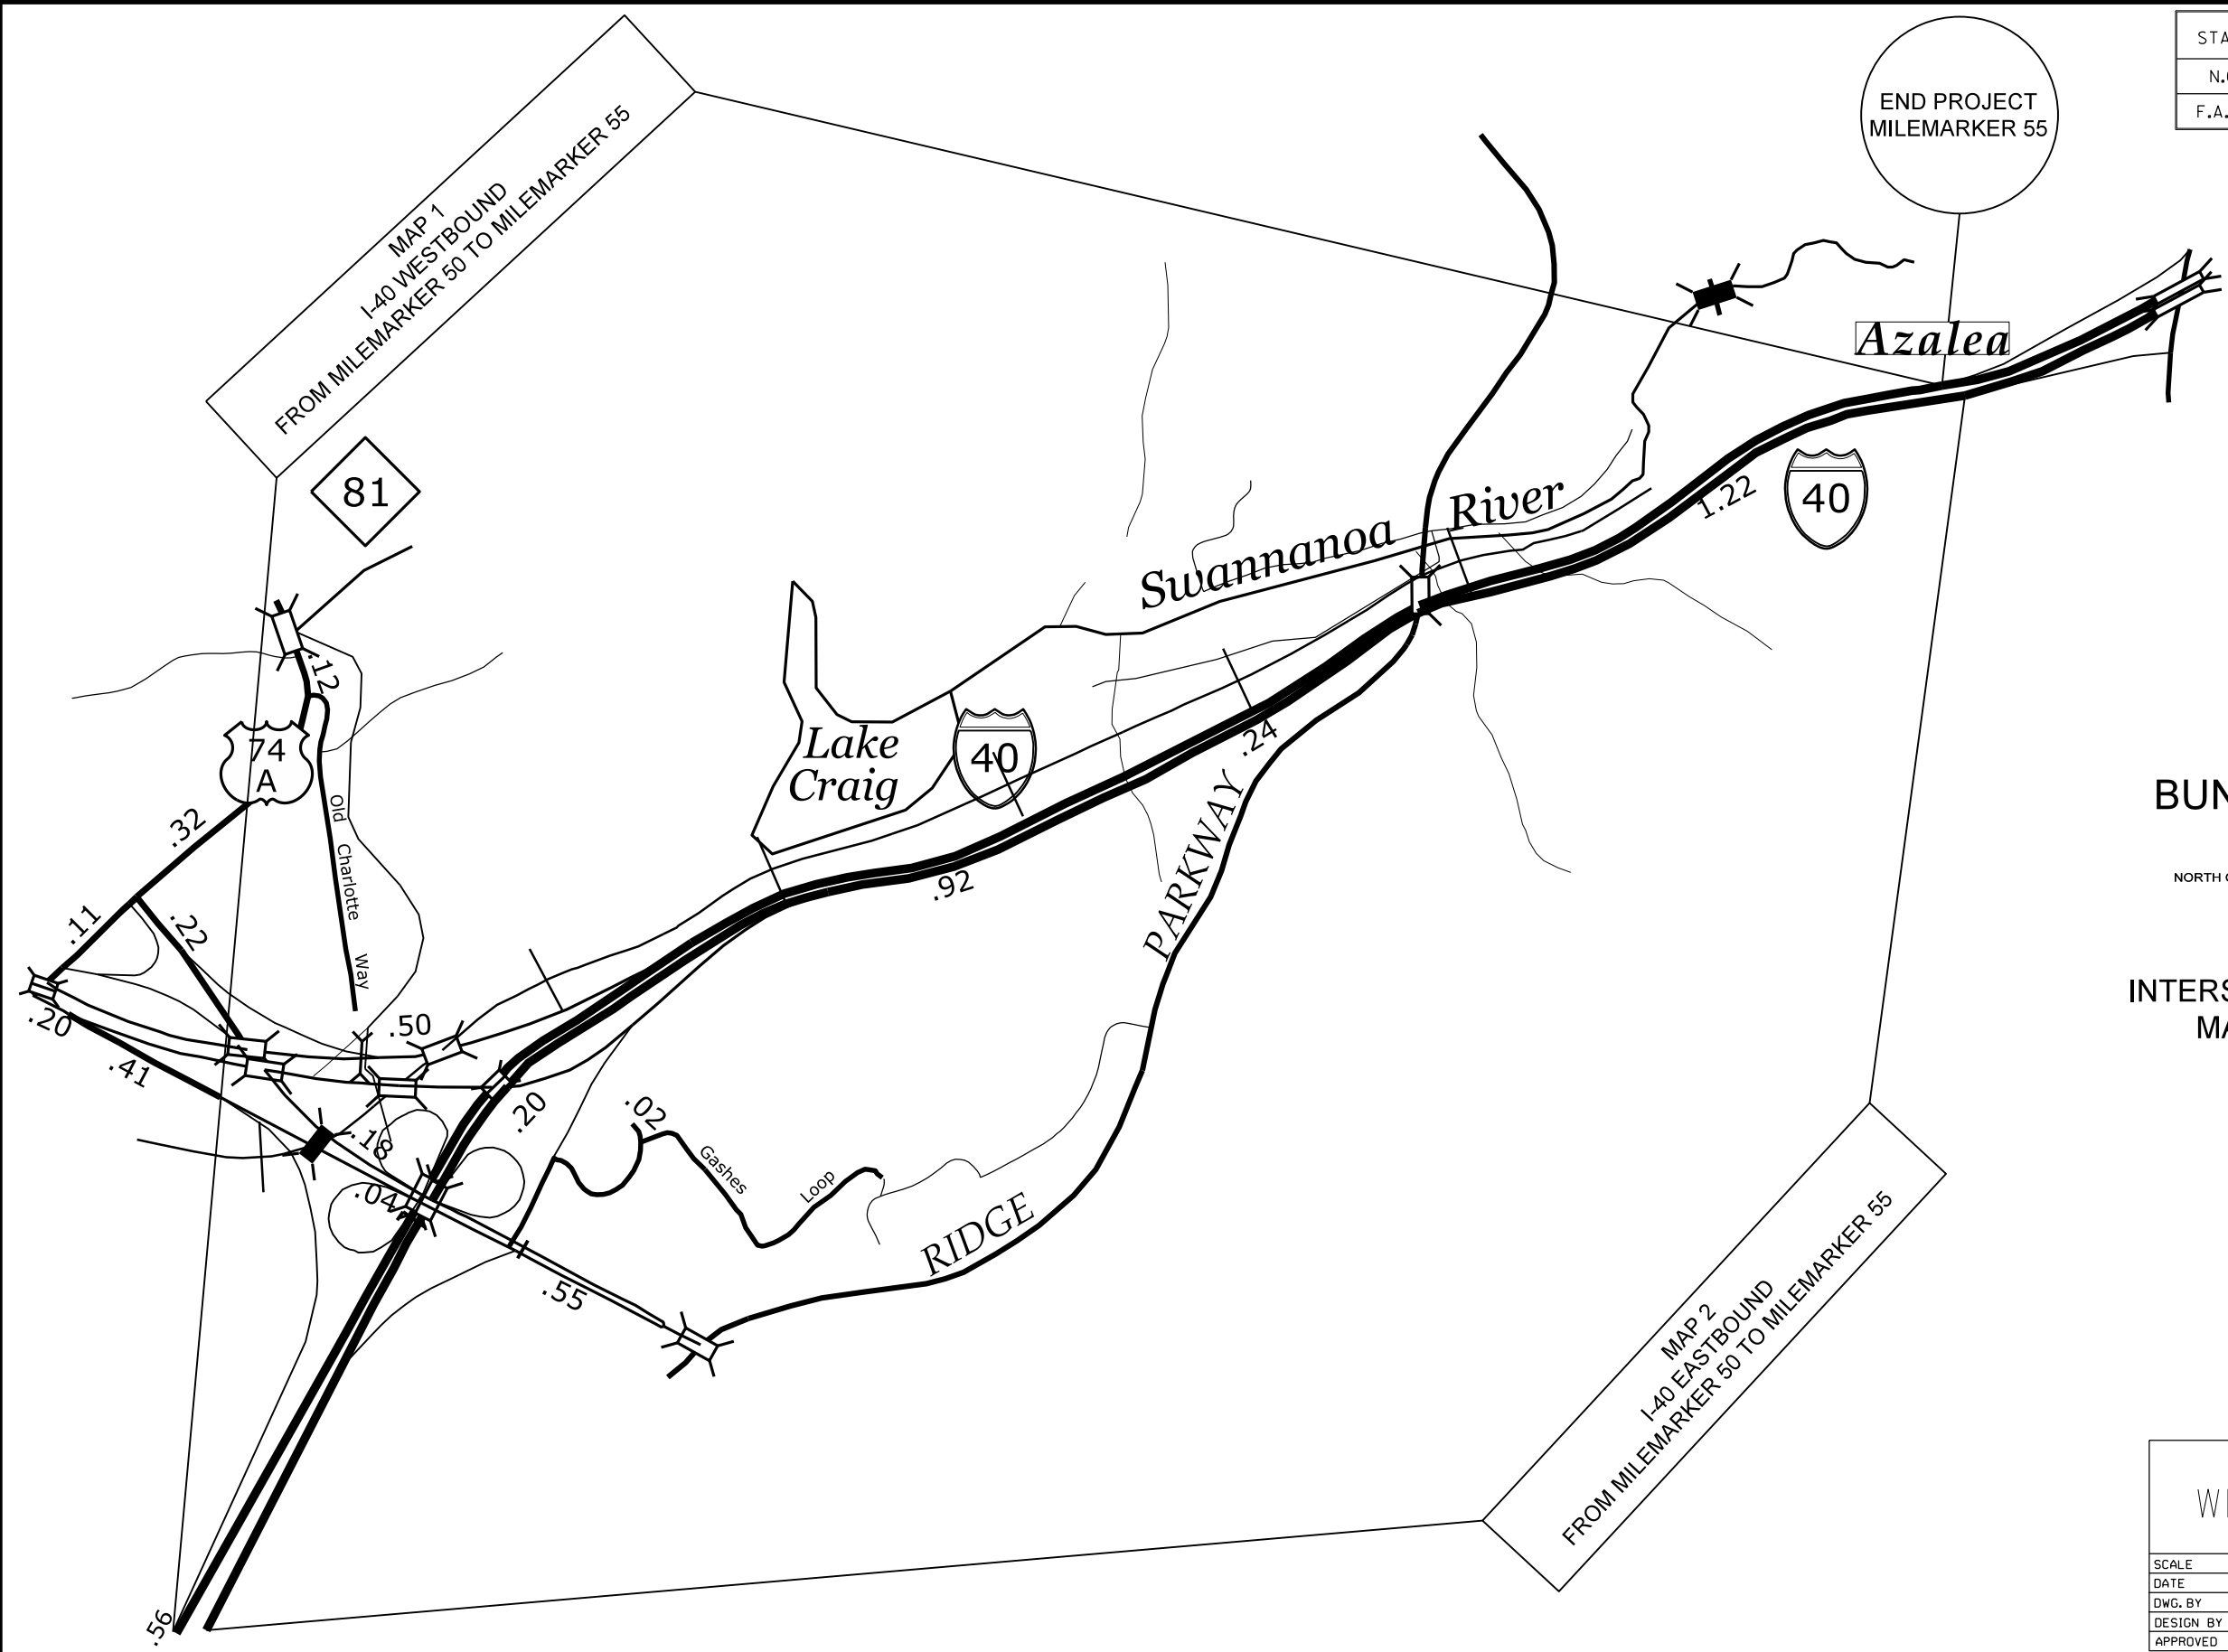 MAP 1
I-40 WESTBOUND
FROM MILEMARKER 50 TO MILEMARKER 55
END PROJECT
MILEMARKER 55
Azalea
81
40
1.22
Swannanoa River
.12
74
A
Lake
Craig
40
.24
.32
Old Charlotte Way
.92
PARKWAY
.11
.22
.20
.50
.41
.20
.02
Gashes Loop
.18
.04
RIDGE
.55
MAP 2
I-40 EASTBOUND
FROM MILEMARKER 50 TO MILEMARKER 55
.56
NORTH
SCALE
DATE
DWG. BY
DESIGN BY
APPROVED